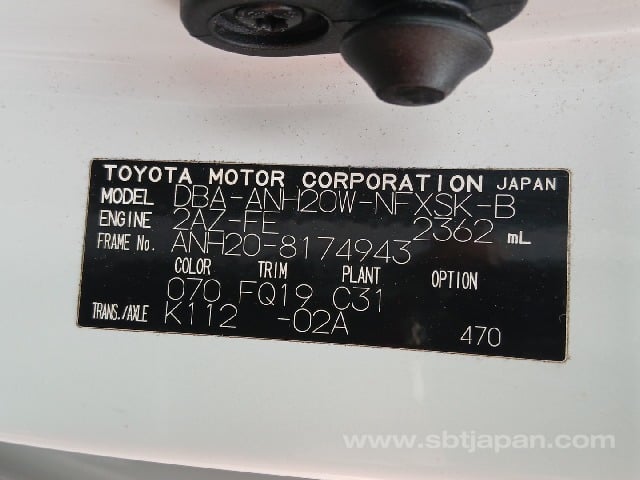 TOYOTA MOTOR CORPORATION JAPAN
MODEL DBA-ANH20W-NFXSK-B
ENGINE 2AZ-FE 2362 mL
FRAME No. ANH20-8174943
COLOR TRIM PLANT OPTION
070 FQ19 C31
TRANS./AXLE K112 -02A 470
www.sbtjapan.com